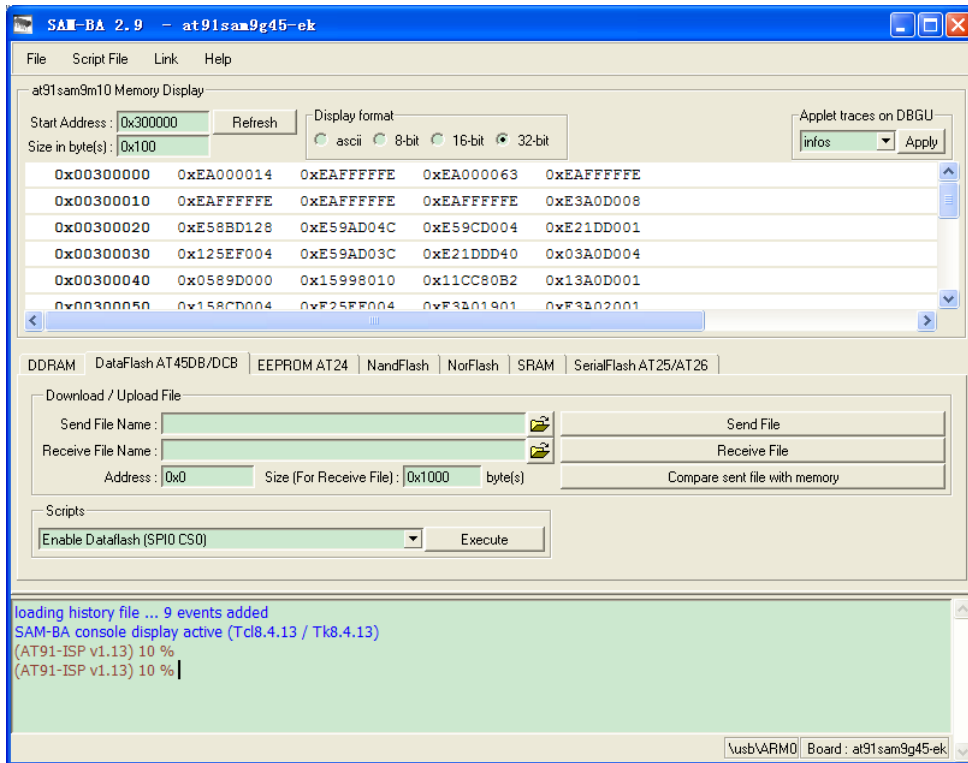 SAM-BA 2.9 - at91sam9g45-ek
File Script File Link Help
at91sam9m10 Memory Display
Start Address : 0x300000 Refresh
Size in byte(s) : 0x100
Display format
ascii 8-bit 16-bit 32-bit
Applet traces on DBGU
infos Apply
0x00300000 0xEA000014 0xEAFFFFFE 0xEA000063 0xEAFFFFFE
0x00300010 0xEAFFFFFE 0xEAFFFFFE 0xEAFFFFFE 0xE3A0D008
0x00300020 0xE58BD128 0xE59AD04C 0xE59CD004 0xE21DD001
0x00300030 0x125EF004 0xE59AD03C 0xE21DDD40 0x03A0D004
0x00300040 0x0589D000 0x15998010 0x11CC80B2 0x13A0D001
0x00300050 0x158CD004 0xE25EF004 0xE3A01901 0xE3A02001
DDRAM DataFlash AT45DB/DCB EEPROM AT24 NandFlash NorFlash SRAM SerialFlash AT25/AT26
Download / Upload File
Send File Name : Send File
Receive File Name : Receive File
Address : 0x0 Size (For Receive File) : 0x1000 byte(s) Compare sent file with memory
Scripts
Enable Dataflash (SPI0 CS0) Execute
loading history file ... 9 events added
SAM-BA console display active (Tcl8.4.13 / Tk8.4.13)
(AT91-ISP v1.13) 10 %
(AT91-ISP v1.13) 10 %
\usb\ARM0 Board : at91sam9g45-ek